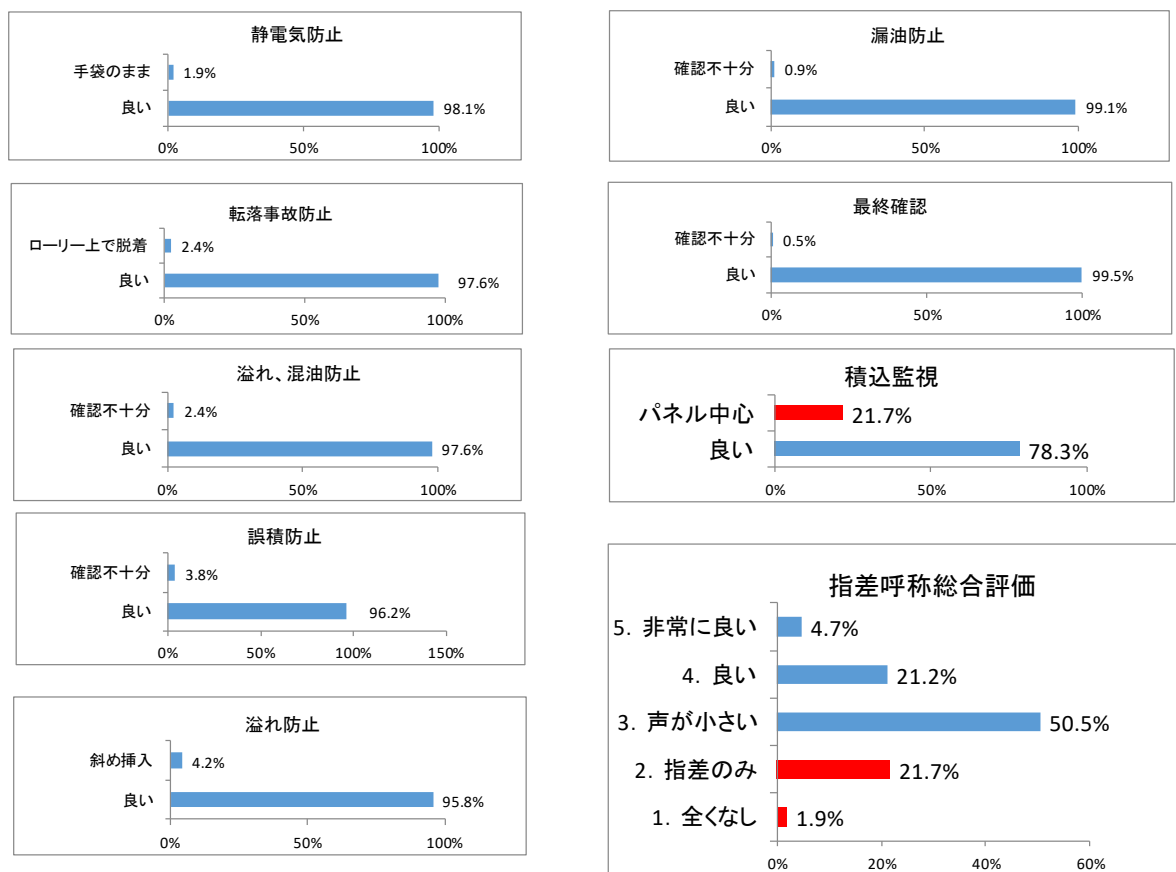 静電気防止
手袋のまま 1.9%
良い 98.1%
0% 50% 100%
転落事故防止
ローリー上で脱着 2.4%
良い 97.6%
0% 50% 100%
溢れ、混油防止
確認不十分 2.4%
良い 97.6%
0% 50% 100%
誤積防止
確認不十分 3.8%
良い 96.2%
0% 50% 100% 150%
溢れ防止
斜め挿入 4.2%
良い 95.8%
0% 50% 100%
漏油防止
確認不十分 0.9%
良い 99.1%
0% 50% 100%
最終確認
確認不十分 0.5%
良い 99.5%
0% 50% 100%
積込監視
パネル中心 21.7%
良い 78.3%
0% 50% 100%
指差呼称総合評価
5. 非常に良い 4.7%
4. 良い 21.2%
3. 声が小さい 50.5%
2. 指差のみ 21.7%
1. 全くなし 1.9%
0% 20% 40% 60%